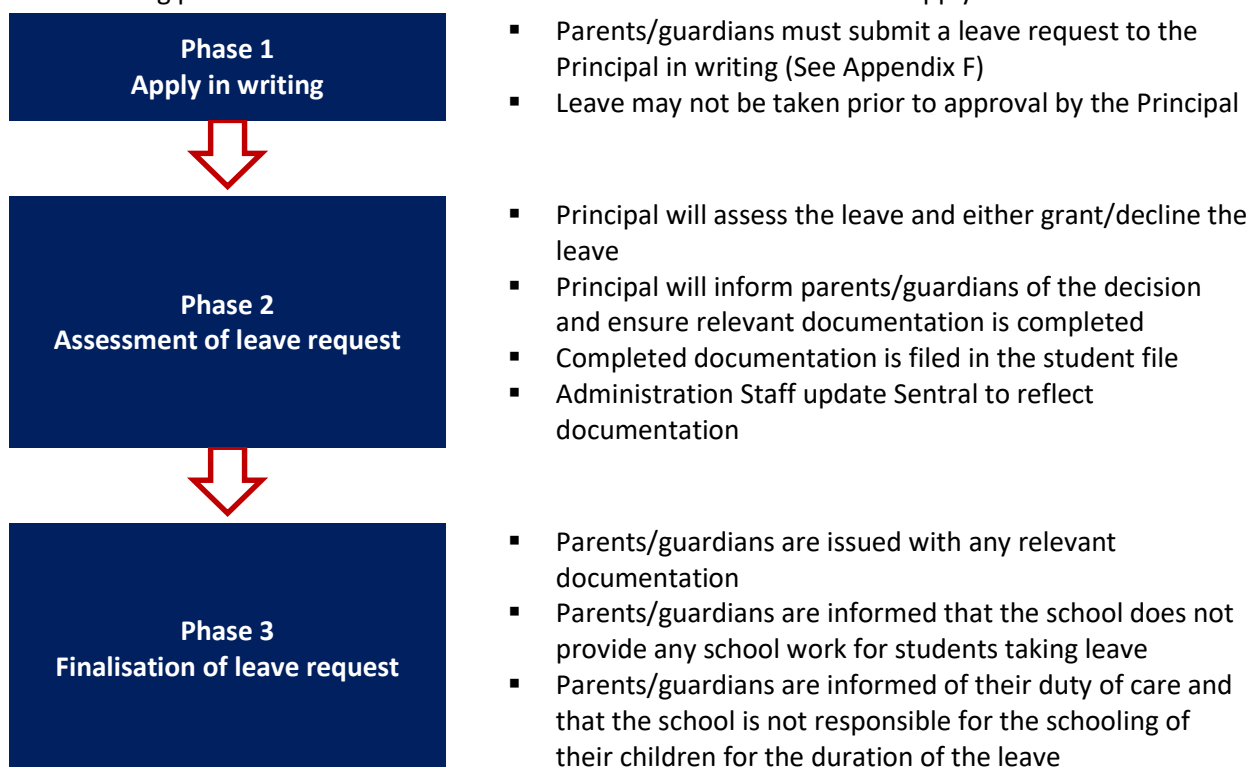 Phase 1
Apply in writing
▪ Parents/guardians must submit a leave request to the
Principal in writing (See Appendix F)
▪ Leave may not be taken prior to approval by the Principal
Phase 2
Assessment of leave request
▪ Principal will assess the leave and either grant/decline the
leave
▪ Principal will inform parents/guardians of the decision
and ensure relevant documentation is completed
▪ Completed documentation is filed in the student file
▪ Administration Staff update Sentral to reflect
documentation
Phase 3
Finalisation of leave request
▪ Parents/guardians are issued with any relevant
documentation
▪ Parents/guardians are informed that the school does not
provide any school work for students taking leave
▪ Parents/guardians are informed of their duty of care and
that the school is not responsible for the schooling of
their children for the duration of the leave